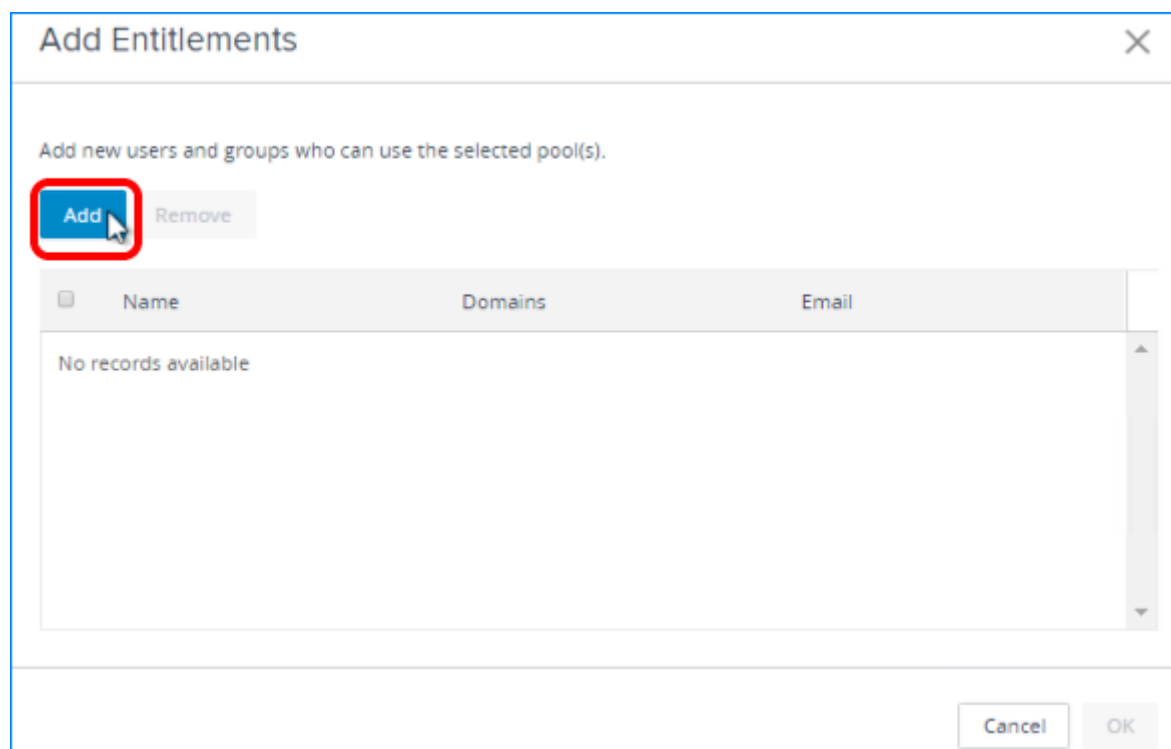 Add Entitlements
Add new users and groups who can use the selected pool(s).
Add Remove
Name Domains Email
No records available
Cancel OK